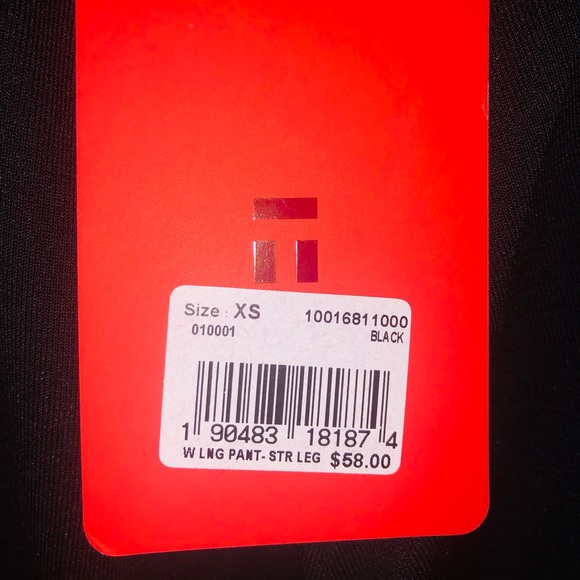 Size : XS 10016811000
010001 BLACK
1 90483 18187 4
W LNG PANT- STR LEG $58.00